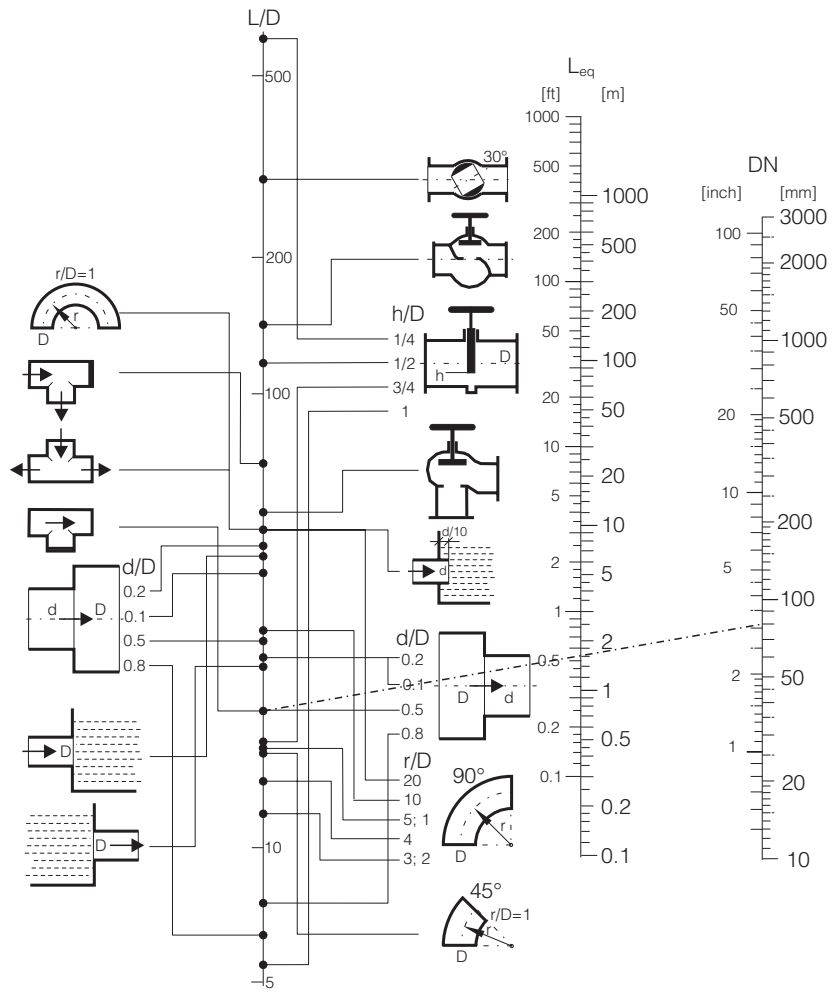 L/D
500
200
100
10
5
r/D=1
r
D
d/D
0.2
0.1
0.5
0.8
d
D
D
D
30°
h/D
1/4
1/2
3/4
1
D
h
d/10
d
d/D
0.2
0.1
0.5
0.8
D
d
r/D
20
10
5; 1
4
3; 2
90°
r
D
45°
r/D=1
r
D
Leq
[ft]
[m]
1000
500
200
100
50
20
10
5
2
1
0.5
0.2
0.1
1000
500
200
100
50
20
10
5
2
1
0.5
0.2
0.1
DN
[inch]
[mm]
100
50
20
10
5
2
1
3000
2000
1000
500
200
100
50
20
10